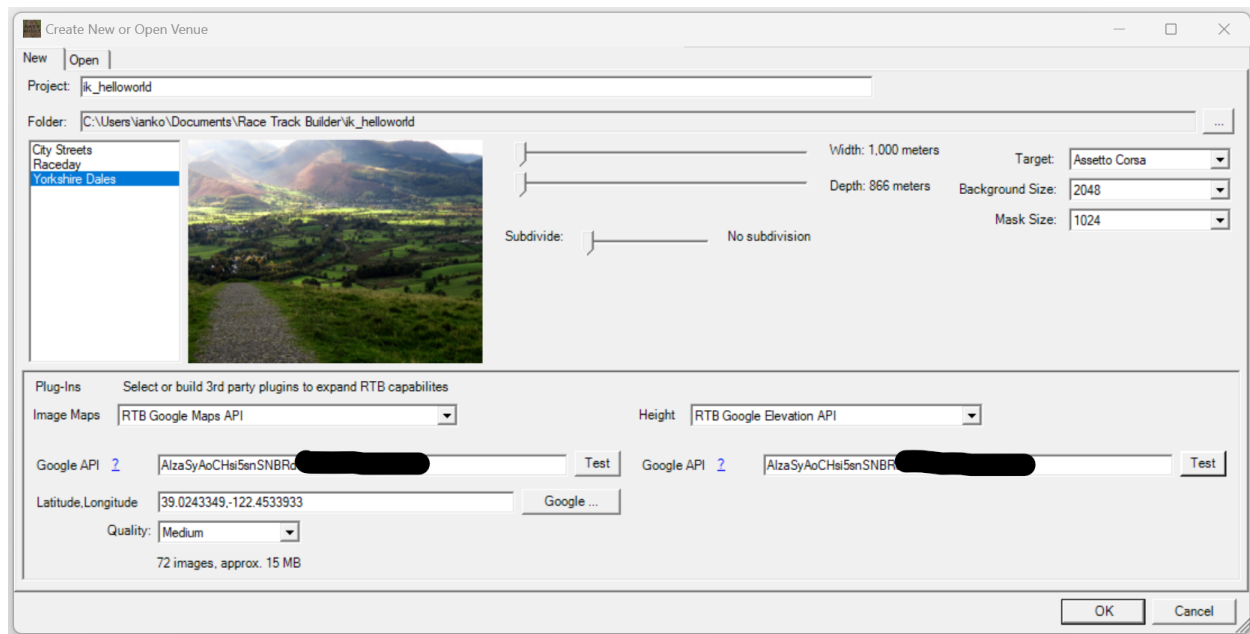 Create New or Open Venue
New Open
Project: ik_helloworld
Folder: C:\Users\ianko\Documents\Race Track Builder\ik_helloworld ...
City Streets
Raceday
Yorkshire Dales
Width: 1,000 meters
Depth: 866 meters
Subdivide: No subdivision
Target: Assetto Corsa
Background Size: 2048
Mask Size: 1024
Plug-Ins Select or build 3rd party plugins to expand RTB capabilites
Image Maps RTB Google Maps API Height RTB Google Elevation API
Google API ? AIzaSyAoCHsi5snSNBRd Test Google API ? AIzaSyAoCHsi5snSNBR Test
Latitude,Longitude 39.0243349,-122.4533933 Google ...
Quality: Medium
72 images, approx. 15 MB
OK Cancel